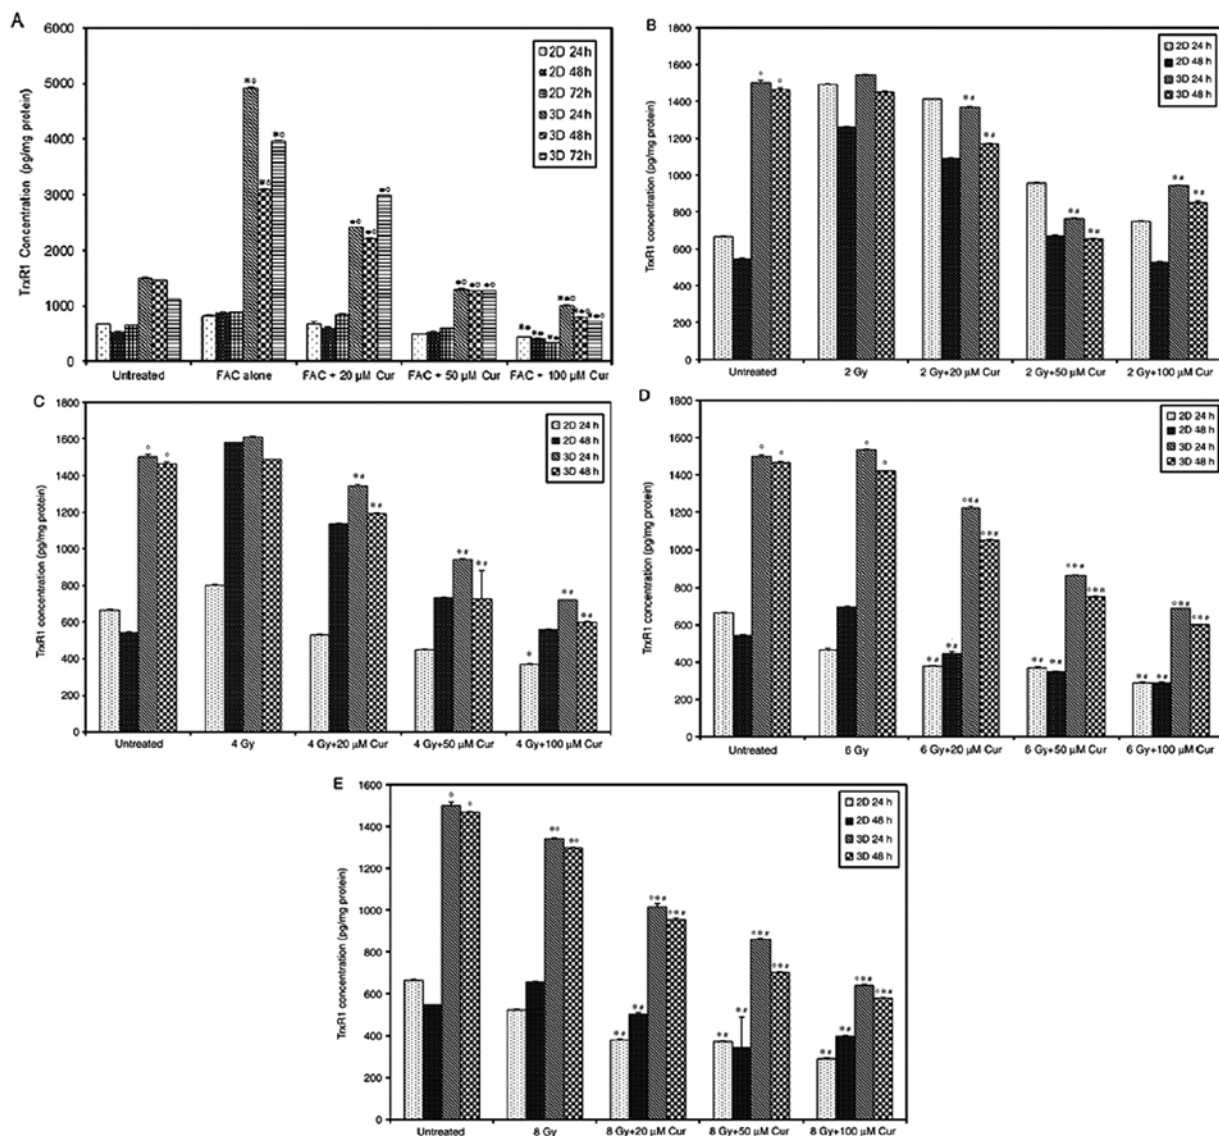 A
6000
5000
4000
3000
2000
1000
0
TrxR1 Concentration (pg/mg protein)
2D 24h
2D 48h
2D 72h
3D 24h
3D 48h
3D 72h
Untreated FAC alone FAC + 20 μM Cur FAC + 50 μM Cur FAC + 100 μM Cur
B
1800
1600
1400
1200
1000
800
600
400
200
0
TrxR1 concentration (pg/mg protein)
2D 24 h
2D 48 h
3D 24 h
3D 48 h
Untreated 2 Gy 2 Gy+20 μM Cur 2 Gy+50 μM Cur 2 Gy+100 μM Cur
C
1800
1600
1400
1200
1000
800
600
400
200
0
TrxR1 concentration (pg/mg protein)
2D 24 h
2D 48 h
3D 24 h
3D 48 h
Untreated 4 Gy 4 Gy+20 μM Cur 4 Gy+50 μM Cur 4 Gy+100 μM Cur
D
1800
1600
1400
1200
1000
800
600
400
200
0
TrxR1 concentration (pg/mg protein)
2D 24 h
2D 48 h
3D 24 h
3D 48 h
Untreated 6 Gy 6 Gy+20 μM Cur 6 Gy+50 μM Cur 6 Gy+100 μM Cur
E
1600
1400
1200
1000
800
600
400
200
0
TrxR1 concentration (pg/mg protein)
2D 24 h
2D 48 h
3D 24 h
3D 48 h
Untreated 8 Gy 8 Gy+20 μM Cur 8 Gy+50 μM Cur 8 Gy+100 μM Cur